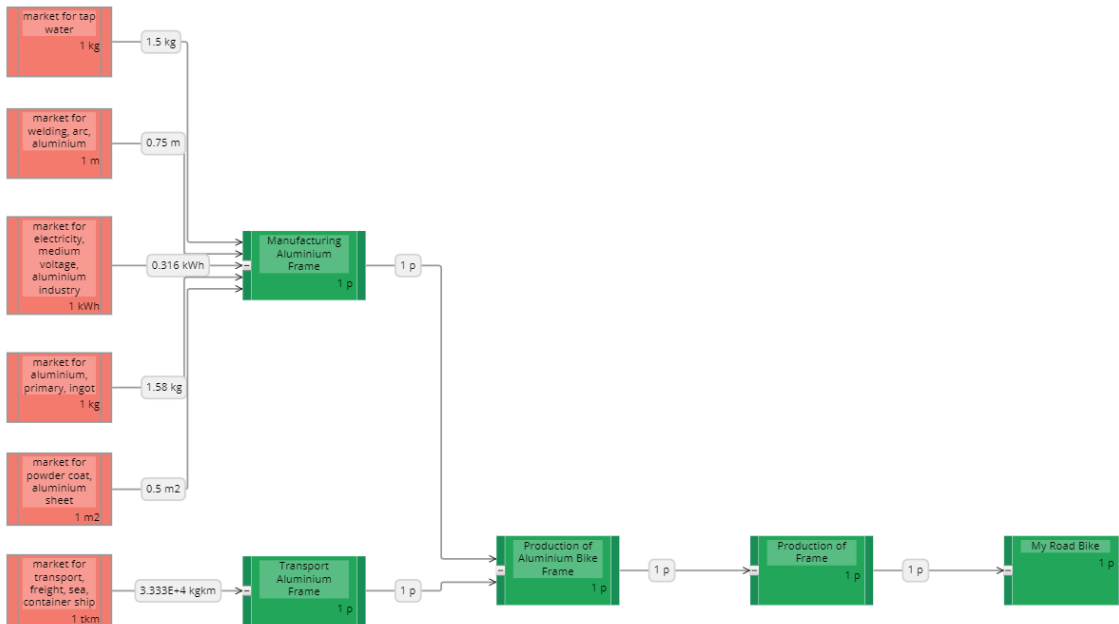 market for tap
water
1 kg
1.5 kg
market for
welding, arc,
aluminium
1 m
0.75 m
market for
electricity,
medium
voltage,
aluminium
industry
1 kWh
0.316 kWh
Manufacturing
Aluminium
Frame
1 p
1 p
market for
aluminium,
primary, ingot
1 kg
1.58 kg
market for
powder coat,
aluminium
sheet
1 m2
0.5 m2
market for
transport,
freight, sea,
container ship
1 tkm
3.333E+4 kgkm
Transport
Aluminium
Frame
1 p
1 p
Production of
Aluminium Bike
Frame
1 p
1 p
Production of
Frame
1 p
1 p
My Road Bike
1 p